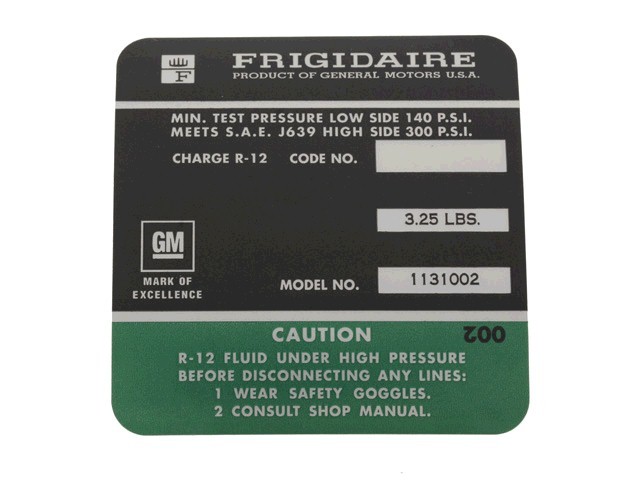 F
FRIGIDAIRE
PRODUCT OF GENERAL MOTORS U.S.A.
MIN. TEST PRESSURE LOW SIDE 140 P.S.I.
MEETS S.A.E. J639 HIGH SIDE 300 P.S.I.
CHARGE R-12 CODE NO.
3.25 LBS.
GM
MARK OF
EXCELLENCE
MODEL NO. 1131002
CAUTION 002
R-12 FLUID UNDER HIGH PRESSURE
BEFORE DISCONNECTING ANY LINES:
1 WEAR SAFETY GOGGLES.
2 CONSULT SHOP MANUAL.